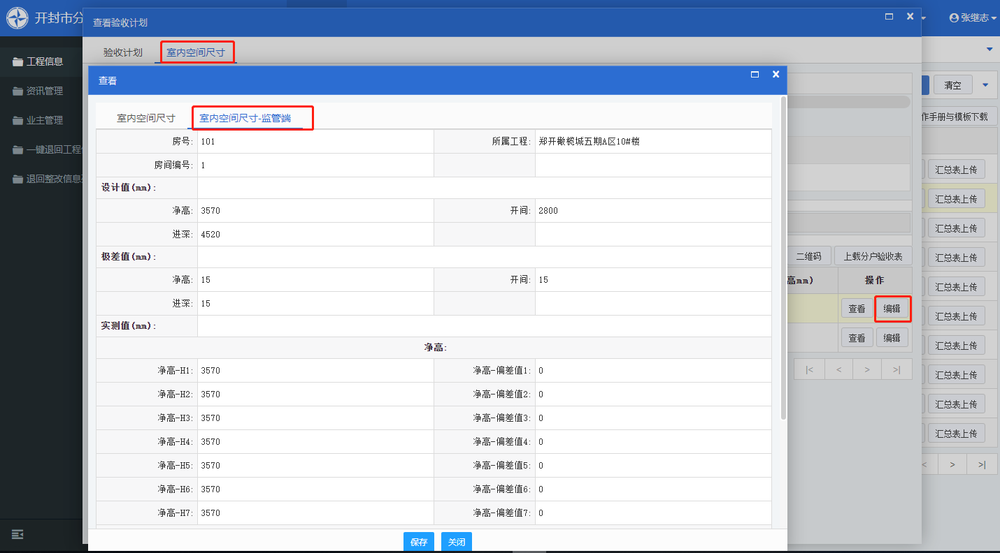 开封市分
查看验收计划
张继志
验收计划
室内空间尺寸
工程信息
资讯管理
业主管理
一键退回工程
退回整改信息
查看
室内空间尺寸
室内空间尺寸-监管端
房号:
101
所属工程:
郑开橄榄城五期A区10#楼
房间编号:
1
设计值(mm):
净高:
3570
开间:
2800
进深:
4520
极差值(mm):
净高:
15
开间:
15
进深:
15
实测值(mm):
净高:
净高-H1:
3570
净高-偏差值1:
0
净高-H2:
3570
净高-偏差值2:
0
净高-H3:
3570
净高-偏差值3:
0
净高-H4:
3570
净高-偏差值4:
0
净高-H5:
3570
净高-偏差值5:
0
净高-H6:
3570
净高-偏差值6:
0
净高-H7:
3570
净高-偏差值7:
0
保存
关闭
二维码
上载分户验收表
高mm)
操作
查看
编辑
查看
编辑
|<
<
>
>|
清空
作手册与模板下载
汇总表上传
汇总表上传
汇总表上传
汇总表上传
汇总表上传
汇总表上传
汇总表上传
汇总表上传
汇总表上传
汇总表上传
<
>
>|